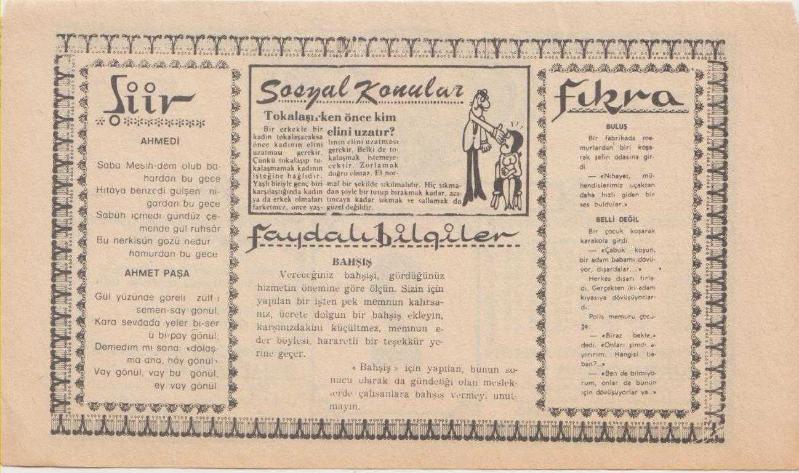 Şiir
AHMEDİ
Saba Mesih-dem olup ba-
hardan bu gece
Hitâya benzedi gülşen ni-
gardan bu gece
Sabûh içmedi gündüz çe-
mende gül ruhsâr
Bu nerkisün gözü nedur
humurdan bu gece
AHMET PAŞA
Gül yüzünde göreli zülf-i
semen-say gönül,
Kara sevdada yeler bi-ser
ü bi-pay gönül;
Demedim mi sana: «dolaş-
ma ana, hây gönül»
Vay gönül, vay bu gönül,
ey vay gönül
Sosyal Konular
Tokalaşırken önce kim
elini uzatır?
Bir erkekle bir
kadın tokalaşacaksa
önce kadının elini
uzatması gerekir.
Çünkü tokalaşıp to-
kalaşmamak kadının
isteğine bağlıdır.
Yaşlı biriyle genç biri
karşılaştığında kadın
ya da erkek olmaları
farketmez, önce yaş-
lının elini uzatması
gerekir. Belki de to-
kalaşmak istemeye-
cektir. Zorlamak
doğru olmaz. El nor-
mal bir şekilde sıkılmalıdır. Hiç sıkma-
dan şöyle bir tutup bırakmak kadar, azı-
tıncaya kadar sıkmak ve sallamak da
güzel değildir.
Faydalı Bilgiler
BAHŞİŞ
Vereceğiniz bahşişi, gördüğünüz
hizmetin önemine göre ölçün. Sizin için
yapılan bir işten pek memnun kalırsa-
nız, ücrete dolgun bir bahşiş ekleyin,
karşınızdakini küçültmez, memnun e-
der böylesi, hararetli bir teşekkür ye-
rine geçer.
« Bahşiş » için yapılan, bunun so-
nucu olarak da gündeliği olan meslek-
lerde çalışanlara bahşiş vermeyi unut-
mayın.
Fıkra
BULUŞ
Bir fabrikada me-
murlardan biri koşa-
rak şefin odasına gir-
di.
— «Nihayet, mü-
hendislerimiz uçaktan
daha hızlı giden bir
ses buldular.»
BELLİ DEĞİL
Bir çocuk koşarak
karakola girdi.
— «Çabuk koşun,
bir adam babamı dövü-
yor, dışarıdalar...»
Herkes dışarı fırla-
dı. Gerçekten iki adam
kıyasıya dövüşüyorlar-
dı.
Polis memuru çocu-
ğa
— «Biraz bekle,»
dedi. «Onları şimdi a-
yırırım. Hangisi ba-
ban?..»
— «Ben de bilmiyo-
rum, onlar da bunun
için dövüşüyorlar ya.»